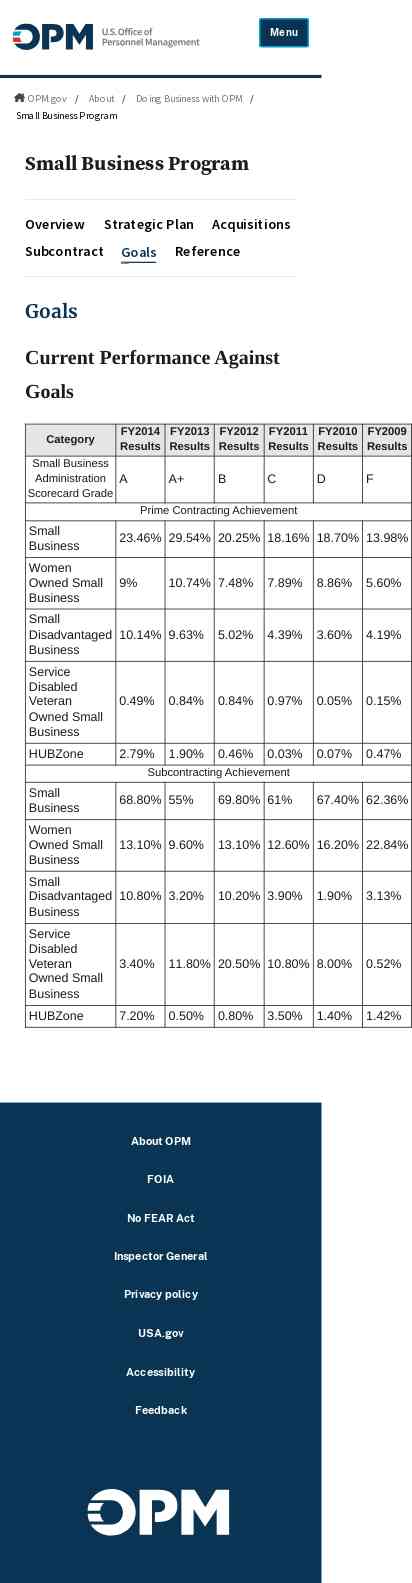 OPM U.S. Office of
Personnel Management
Menu
OPM.gov / About / Doing Business with OPM /
Small Business Program
Small Business Program
Overview Strategic Plan Acquisitions
Subcontract Goals Reference
Goals
Current Performance Against
Goals
Category FY2014 Results FY2013 Results FY2012 Results FY2011 Results FY2010 Results FY2009 Results
Small Business Administration Scorecard Grade A A+ B C D F
Prime Contracting Achievement
Small Business 23.46% 29.54% 20.25% 18.16% 18.70% 13.98%
Women Owned Small Business 9% 10.74% 7.48% 7.89% 8.86% 5.60%
Small Disadvantaged Business 10.14% 9.63% 5.02% 4.39% 3.60% 4.19%
Service Disabled Veteran Owned Small Business 0.49% 0.84% 0.84% 0.97% 0.05% 0.15%
HUBZone 2.79% 1.90% 0.46% 0.03% 0.07% 0.47%
Subcontracting Achievement
Small Business 68.80% 55% 69.80% 61% 67.40% 62.36%
Women Owned Small Business 13.10% 9.60% 13.10% 12.60% 16.20% 22.84%
Small Disadvantaged Business 10.80% 3.20% 10.20% 3.90% 1.90% 3.13%
Service Disabled Veteran Owned Small Business 3.40% 11.80% 20.50% 10.80% 8.00% 0.52%
HUBZone 7.20% 0.50% 0.80% 3.50% 1.40% 1.42%
About OPM
FOIA
No FEAR Act
Inspector General
Privacy policy
USA.gov
Accessibility
Feedback
OPM